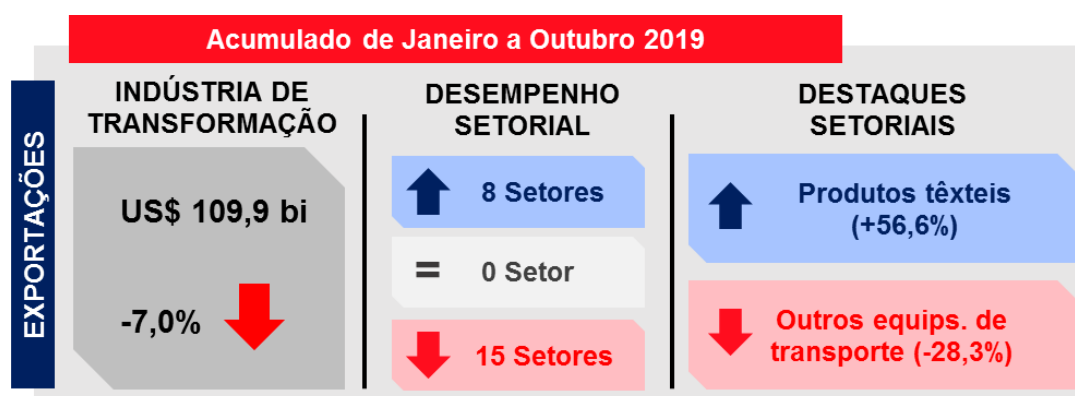 Acumulado de Janeiro a Outubro 2019
EXPORTAÇÕES
INDÚSTRIA DE
TRANSFORMAÇÃO
US$ 109,9 bi
-7,0%
DESEMPENHO
SETORIAL
8 Setores
= 0 Setor
15 Setores
DESTAQUES
SETORIAIS
Produtos têxteis
(+56,6%)
Outros equips. de
transporte (-28,3%)